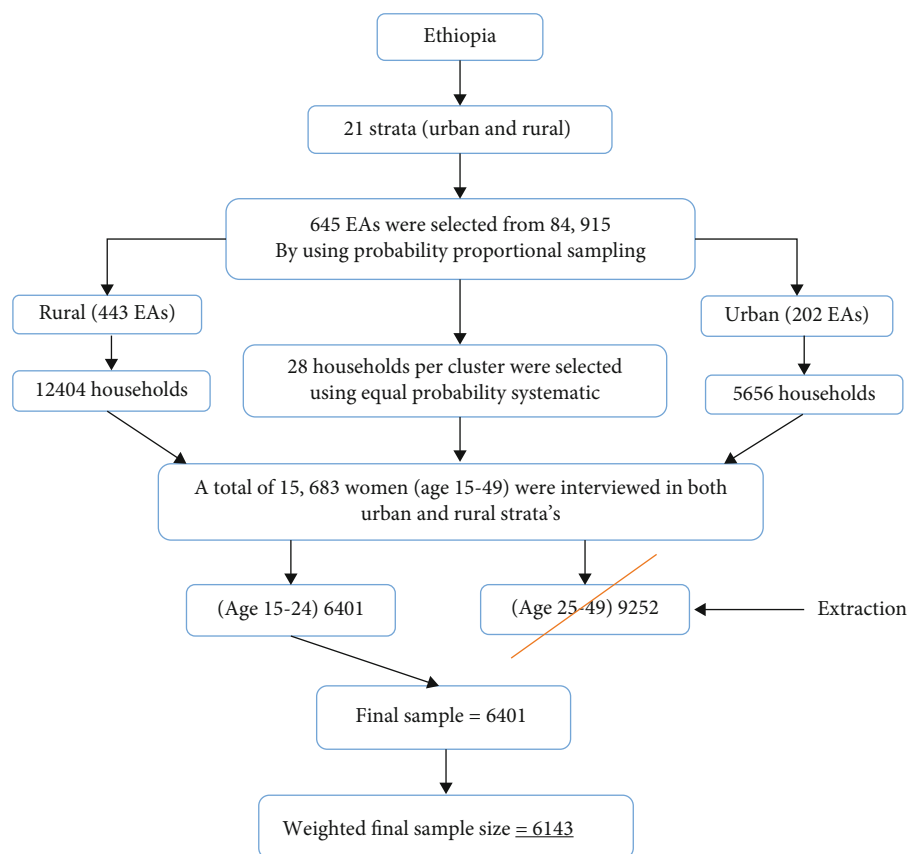 Ethiopia
21 strata (urban and rural)
645 EAs were selected from 84, 915
By using probability proportional sampling
Rural (443 EAs)
Urban (202 EAs)
12404 households
28 households per cluster were selected
using equal probability systematic
5656 households
A total of 15, 683 women (age 15-49) were interviewed in both
urban and rural strata's
(Age 15-24) 6401
(Age 25-49) 9252
Extraction
Final sample = 6401
Weighted final sample size = 6143